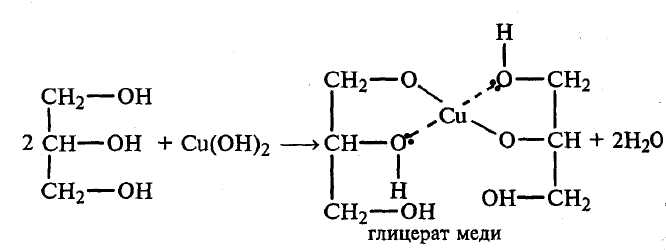 H
CH₂—O O—CH₂
CH₂—OH Cu
2 CH—OH + Cu(OH)₂ ⟶ CH—O O—CH + 2H₂O
CH₂—OH H OH—CH₂
CH₂—OH
глицерат меди